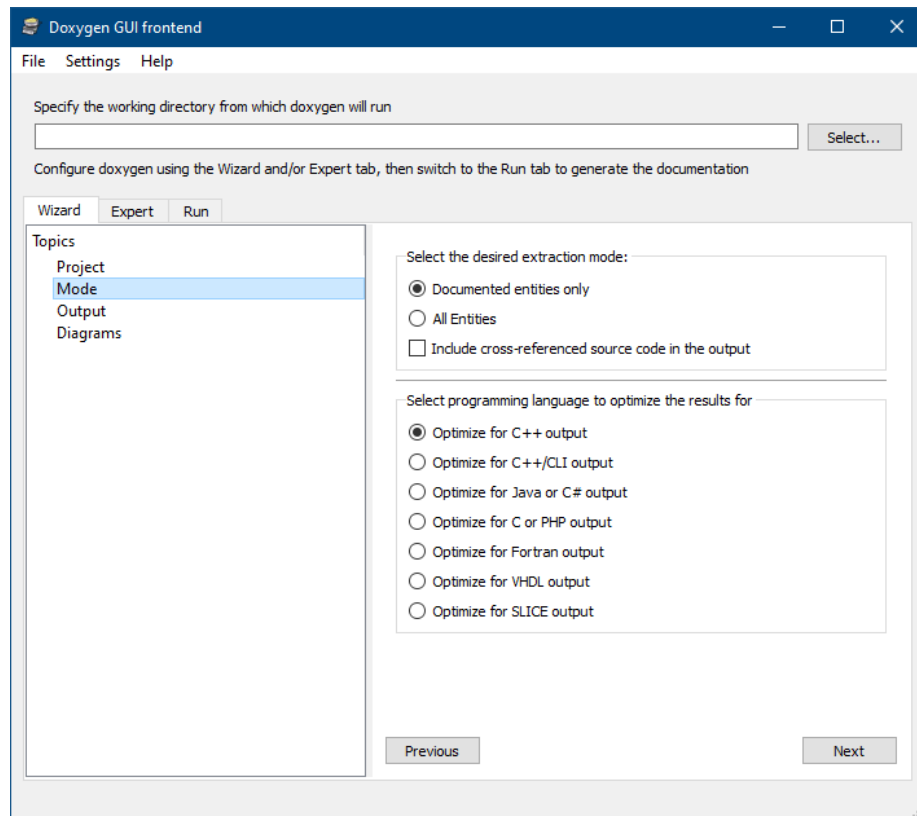 Doxygen GUI frontend
File Settings Help
Specify the working directory from which doxygen will run
Select...
Configure doxygen using the Wizard and/or Expert tab, then switch to the Run tab to generate the documentation
Wizard Expert Run
Topics
Project
Mode
Output
Diagrams
Select the desired extraction mode:
Documented entities only
All Entities
Include cross-referenced source code in the output
Select programming language to optimize the results for
Optimize for C++ output
Optimize for C++/CLI output
Optimize for Java or C# output
Optimize for C or PHP output
Optimize for Fortran output
Optimize for VHDL output
Optimize for SLICE output
Previous Next